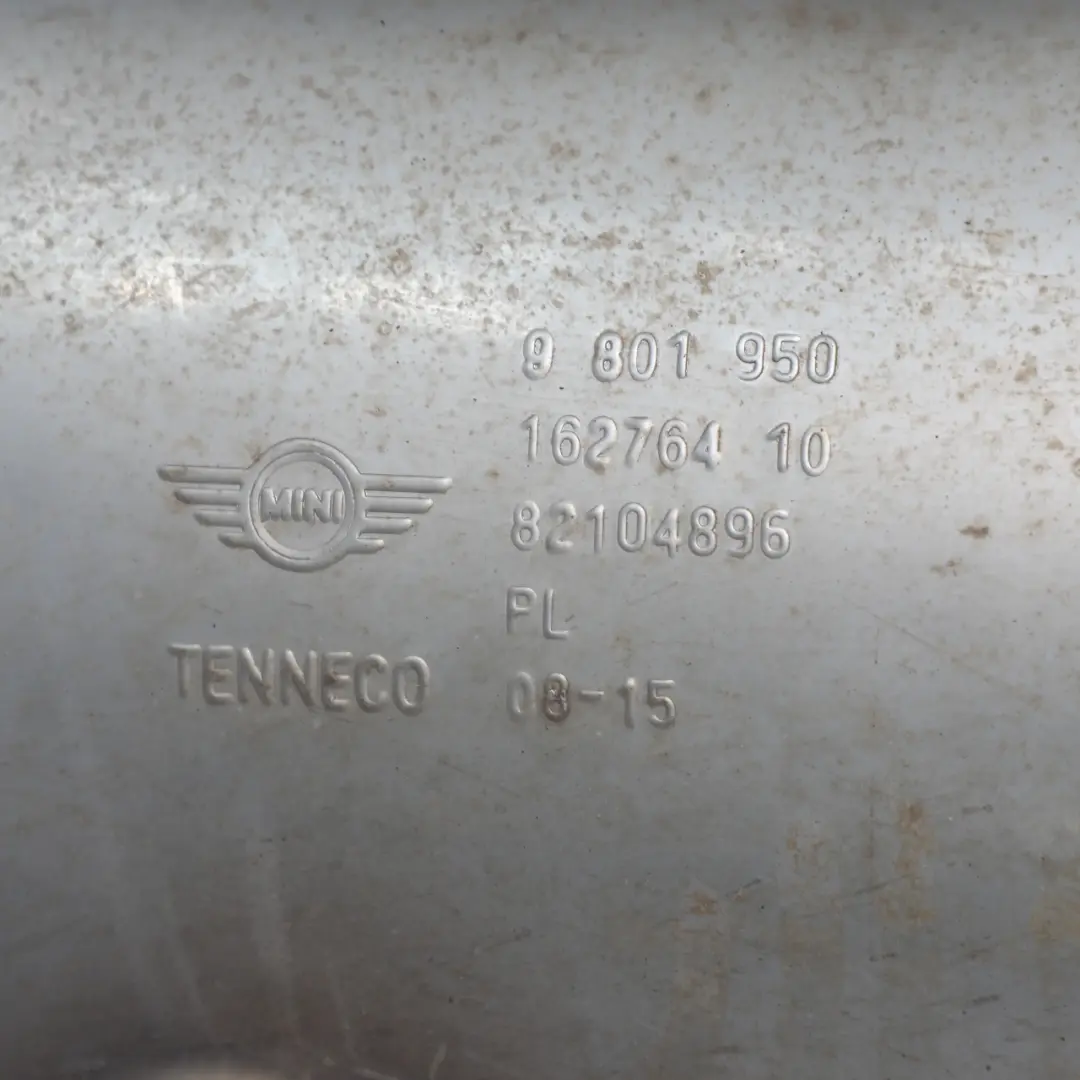 9 801 950
162764 10
MINI
82104896
PL
TENNECO
08-15